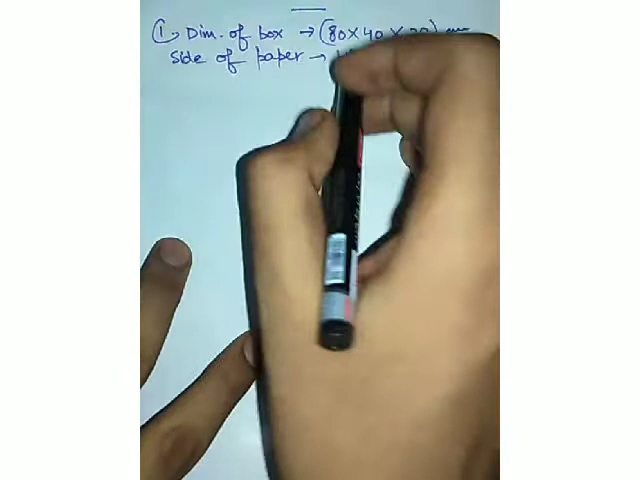 ①, Dim. of box → (80 X 40 X 20)
side of paper →